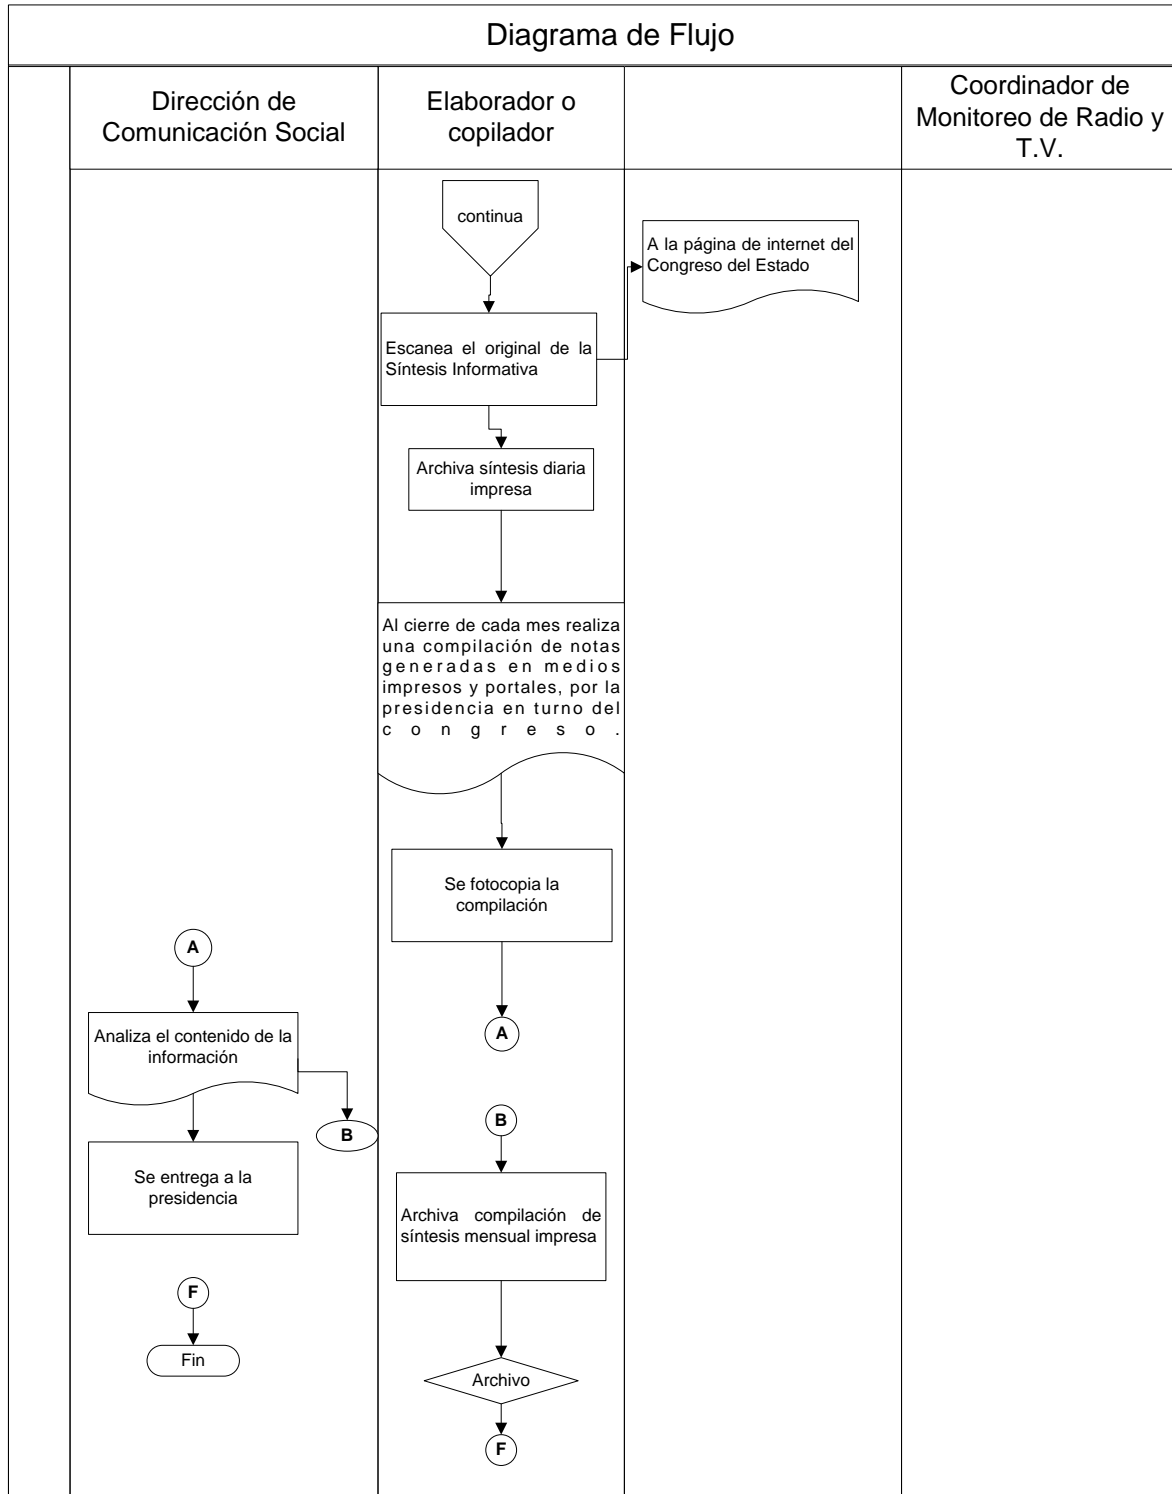 Diagrama de Flujo
Dirección de
Comunicación Social
Elaborador o
copilador
Coordinador de
Monitoreo de Radio y
T.V.
continua
A la página de internet del
Congreso del Estado
Escanea el original de la
Síntesis Informativa
Archiva síntesis diaria
impresa
Al cierre de cada mes realiza
una compilación de notas
generadas en medios
impresos y portales, por la
presidencia en turno del
congreso.
Se fotocopia la
compilación
A
A
Analiza el contenido de la
información
B
B
Se entrega a la
presidencia
Archiva compilación de
síntesis mensual impresa
F
Fin
Archivo
F